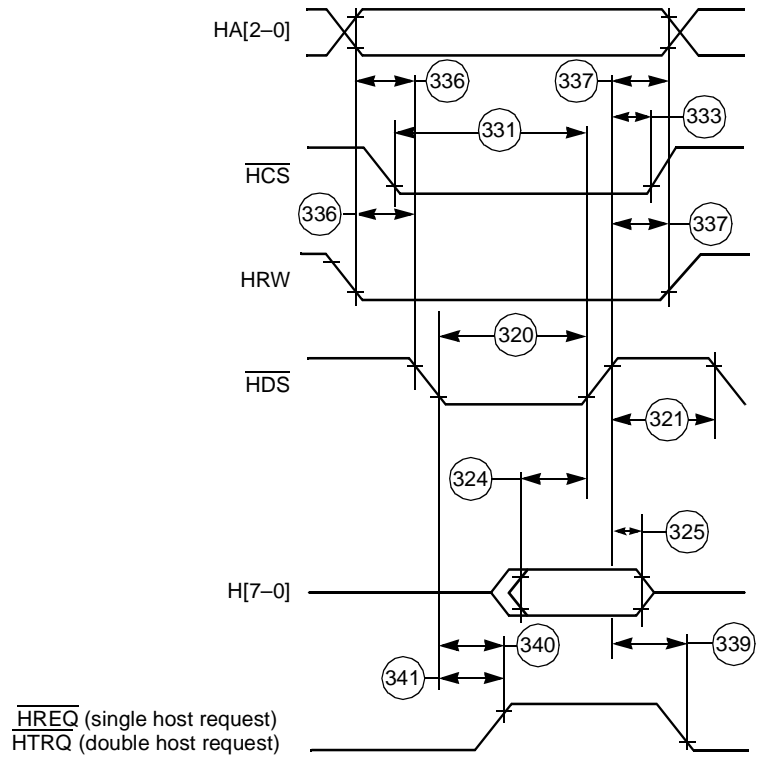 HA[2–0]
336
337
333
331
HCS
336
337
HRW
320
HDS
321
324
325
H[7–0]
340
339
341
HREQ (single host request)
HTRQ (double host request)